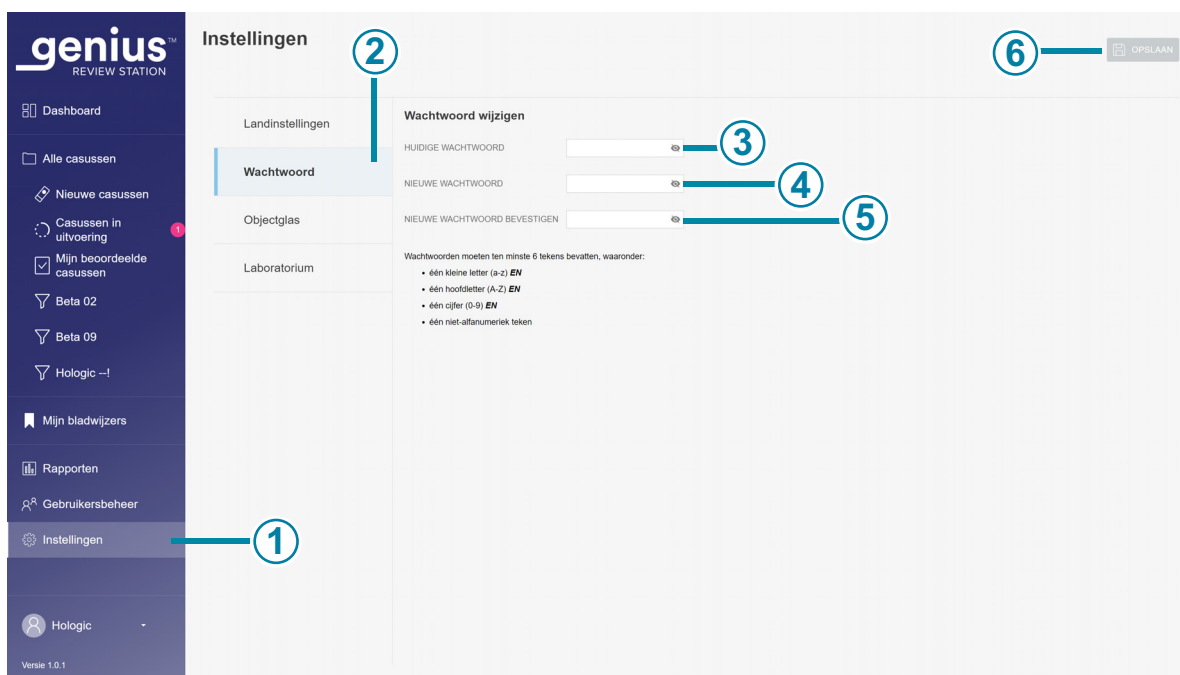 genius™
REVIEW STATION
Dashboard
Alle casussen
Nieuwe casussen
Casussen in
uitvoering
1
Mijn beoordeelde
casussen
Beta 02
Beta 09
Hologic --!
Mijn bladwijzers
Rapporten
Gebruikersbeheer
Instellingen
Hologic
Versie 1.0.1
Instellingen
OPSLAAN
Landinstellingen
Wachtwoord
Objectglas
Laboratorium
Wachtwoord wijzigen
HUIDIGE WACHTWOORD
NIEUWE WACHTWOORD
NIEUWE WACHTWOORD BEVESTIGEN
Wachtwoorden moeten ten minste 6 tekens bevatten, waaronder:
• één kleine letter (a-z) EN
• één hoofdletter (A-Z) EN
• één cijfer (0-9) EN
• één niet-alfanumeriek teken
1
2
3
4
5
6